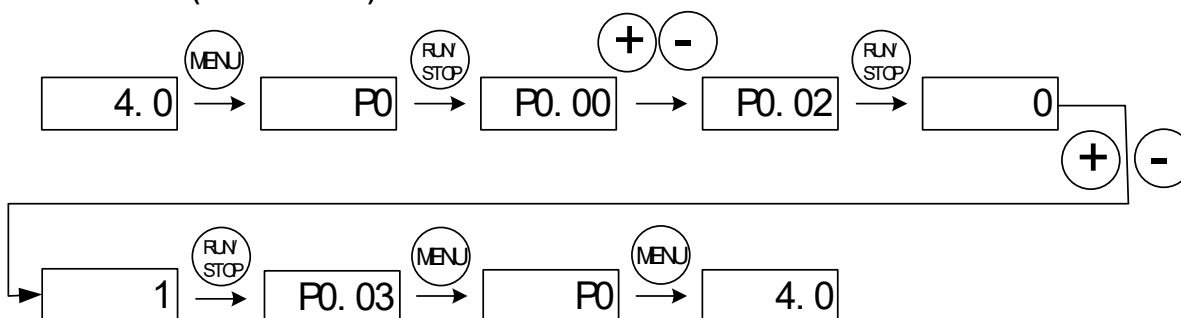 + -
MENU RUN/ STOP RUN/ STOP
4. 0 P0 P0. 00 P0. 02 0
+ -
RUN/ STOP MENU MENU
1 P0. 03 P0 4. 0